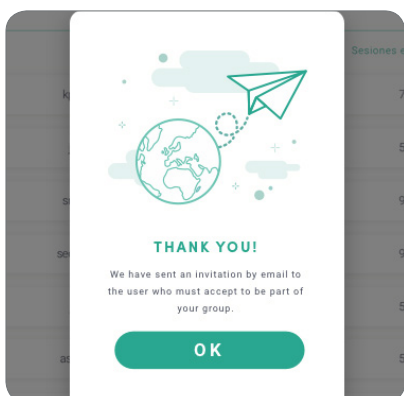 Sesiones e
THANK YOU!
We have sent an invitation by email to
the user who must accept to be part of
your group.
OK